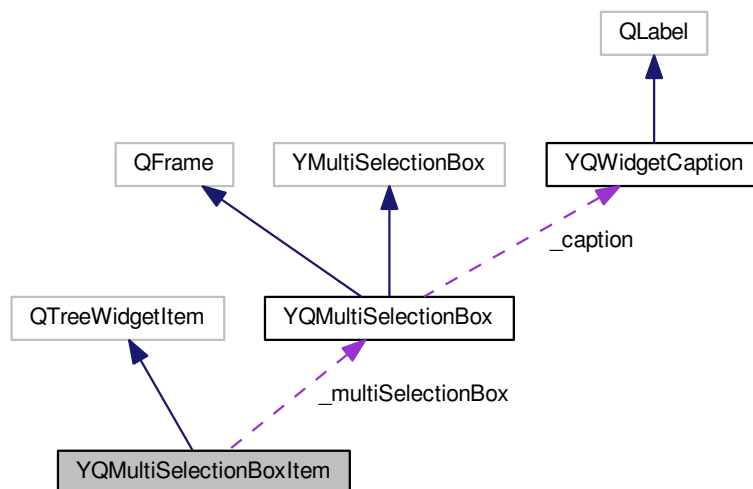 QLabel
QFrame
YMultiSelectionBox
YQWidgetCaption
_caption
QTreeWidgetItem
YQMultiSelectionBox
_multiSelectionBox
YQMultiSelectionBoxItem